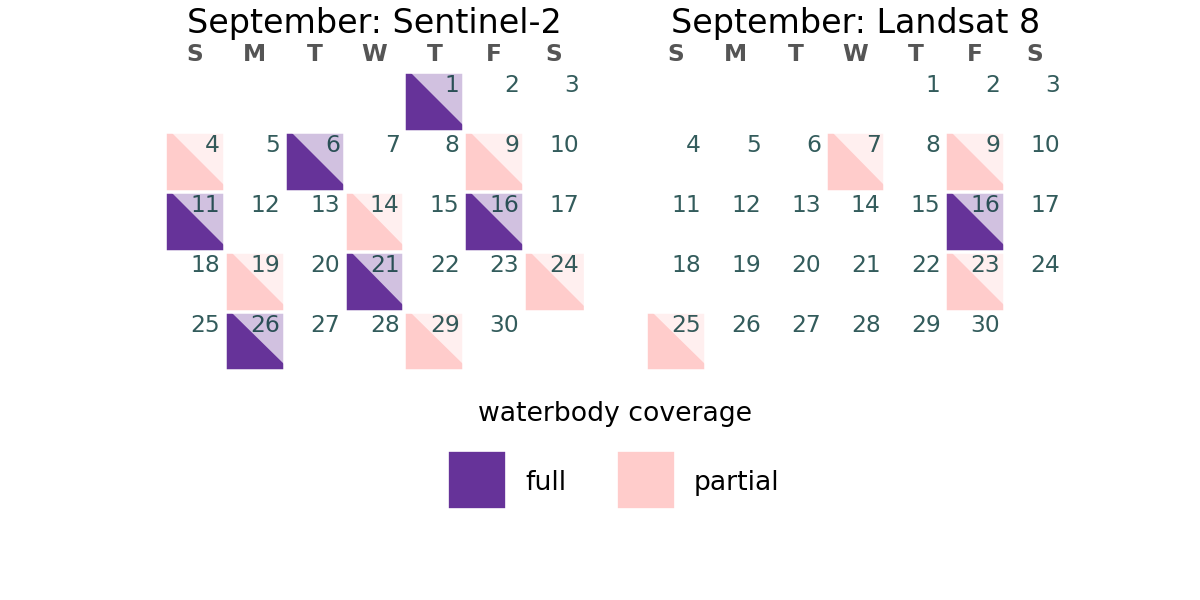 September: Sentinel-2
S M T W T F S
1 2 3
4 5 6 7 8 9 10
11 12 13 14 15 16 17
18 19 20 21 22 23 24
25 26 27 28 29 30
September: Landsat 8
S M T W T F S
1 2 3
4 5 6 7 8 9 10
11 12 13 14 15 16 17
18 19 20 21 22 23 24
25 26 27 28 29 30
waterbody coverage
full partial